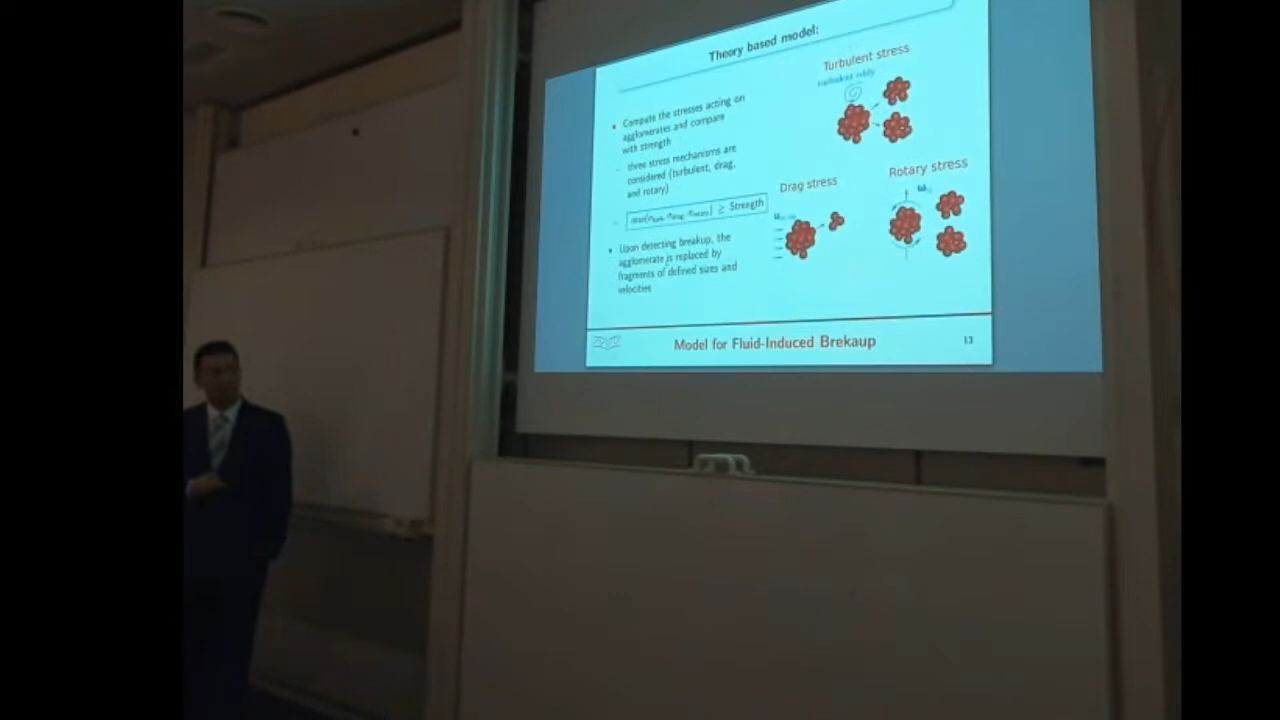 Theory based model:
Compute the stresses acting on
agglomerates and compare
with strength
three stress mechanisms are
considered (turbulent, drag,
and rotary)
≥ Strength
Upon detecting breakup, the
agglomerate is replaced by
fragments of defined sizes and
velocities
Turbulent stress
turbulent eddy
Drag stress
Rotary stress
Model for Fluid-Induced Brekaup
13